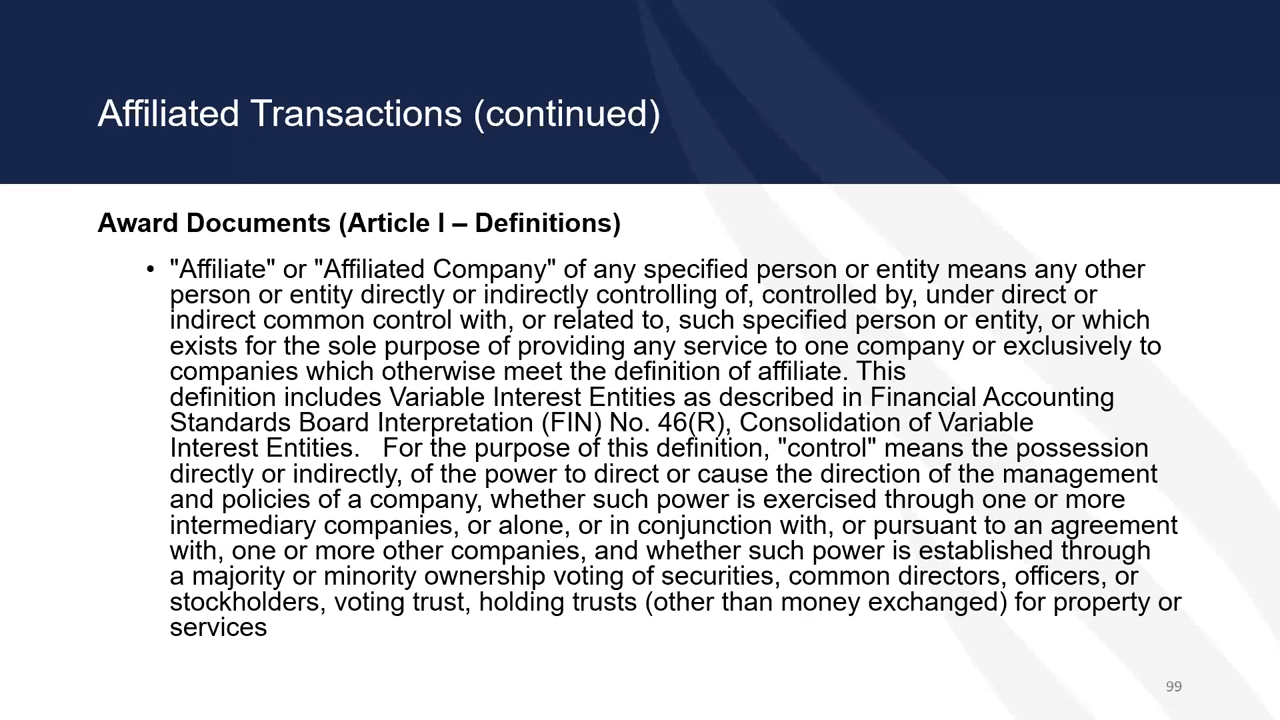 Affiliated Transactions (continued)
Award Documents (Article I – Definitions)
• "Affiliate" or "Affiliated Company" of any specified person or entity means any other
person or entity directly or indirectly controlling of, controlled by, under direct or
indirect common control with, or related to, such specified person or entity, or which
exists for the sole purpose of providing any service to one company or exclusively to
companies which otherwise meet the definition of affiliate. This
definition includes Variable Interest Entities as described in Financial Accounting
Standards Board Interpretation (FIN) No. 46(R), Consolidation of Variable
Interest Entities.   For the purpose of this definition, "control" means the possession
directly or indirectly, of the power to direct or cause the direction of the management
and policies of a company, whether such power is exercised through one or more
intermediary companies, or alone, or in conjunction with, or pursuant to an agreement
with, one or more other companies, and whether such power is established through
a majority or minority ownership voting of securities, common directors, officers, or
stockholders, voting trust, holding trusts (other than money exchanged) for property or
services
99